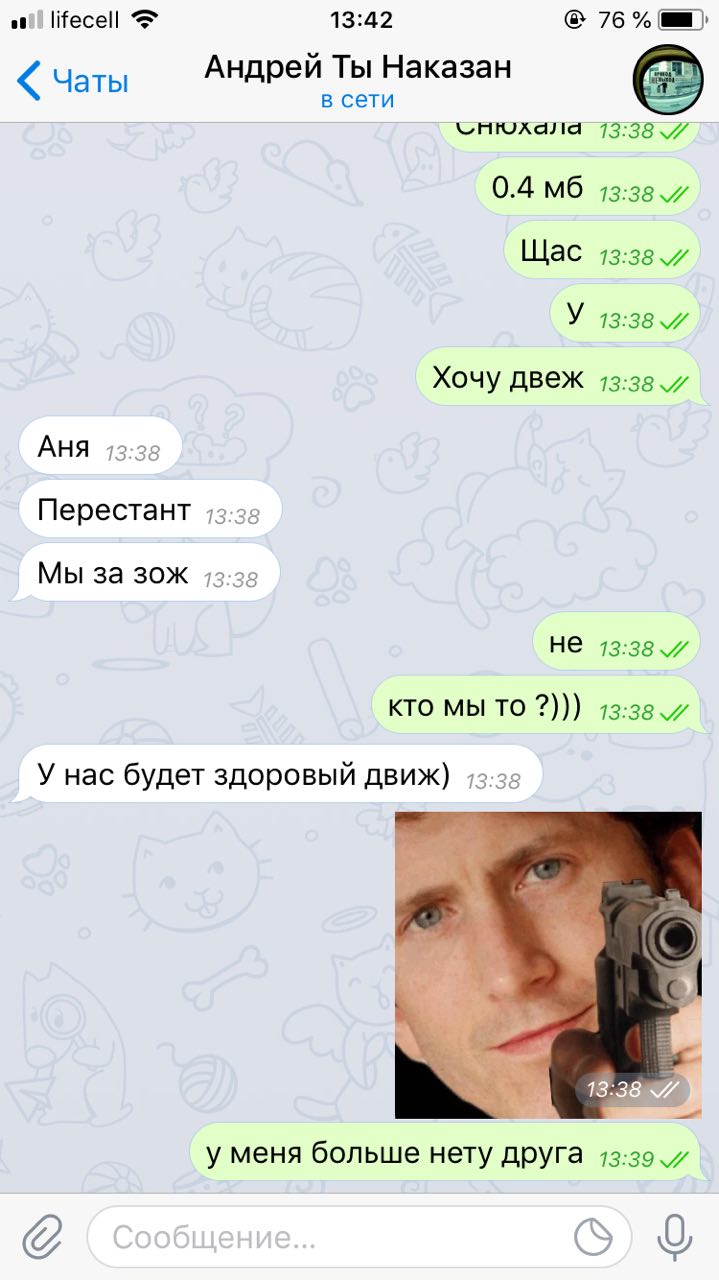 lifecell
13:42
76 %
Чаты
Андрей Ты Наказан
в сети
Снюхала 13:38
0.4 мб 13:38
Щас 13:38
У 13:38
Хочу двеж 13:38
Аня 13:38
Перестант 13:38
Мы за зож 13:38
не 13:38
кто мы то ?))) 13:38
У нас будет здоровый движ) 13:38
13:38
у меня больше нету друга 13:39
Сообщение...